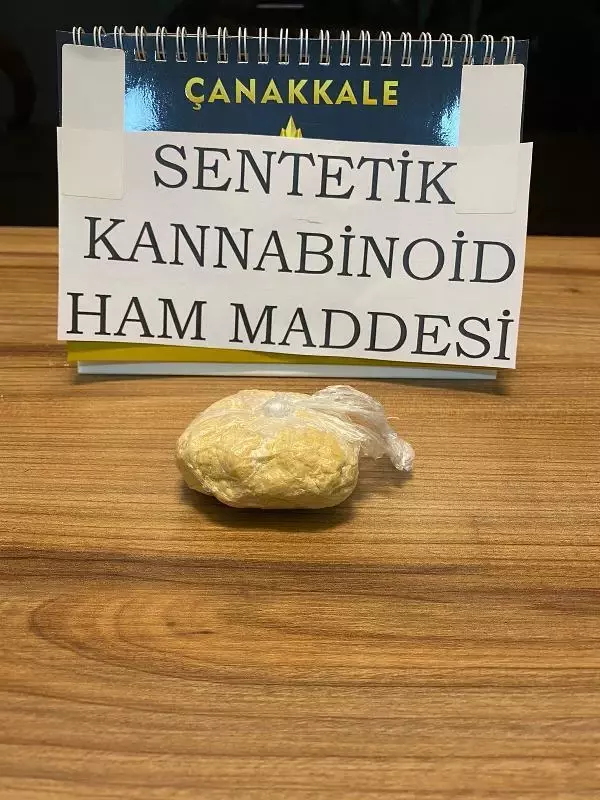 ÇANAKKALE
SENTETİK
KANNABİNOİD
HAM MADDESİ